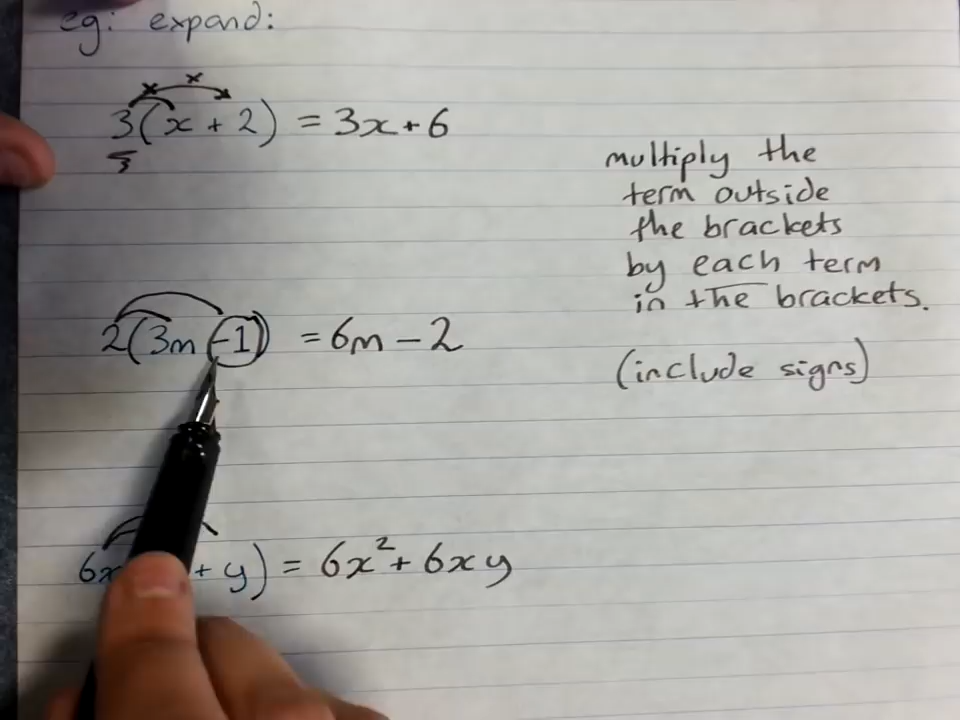 eg: expand:
3(x + 2) = 3x + 6
multiply the
term outside
the brackets
by each term
in the brackets.
2(3m -1) = 6m - 2
(include signs)
6x + y) = 6x² + 6xy